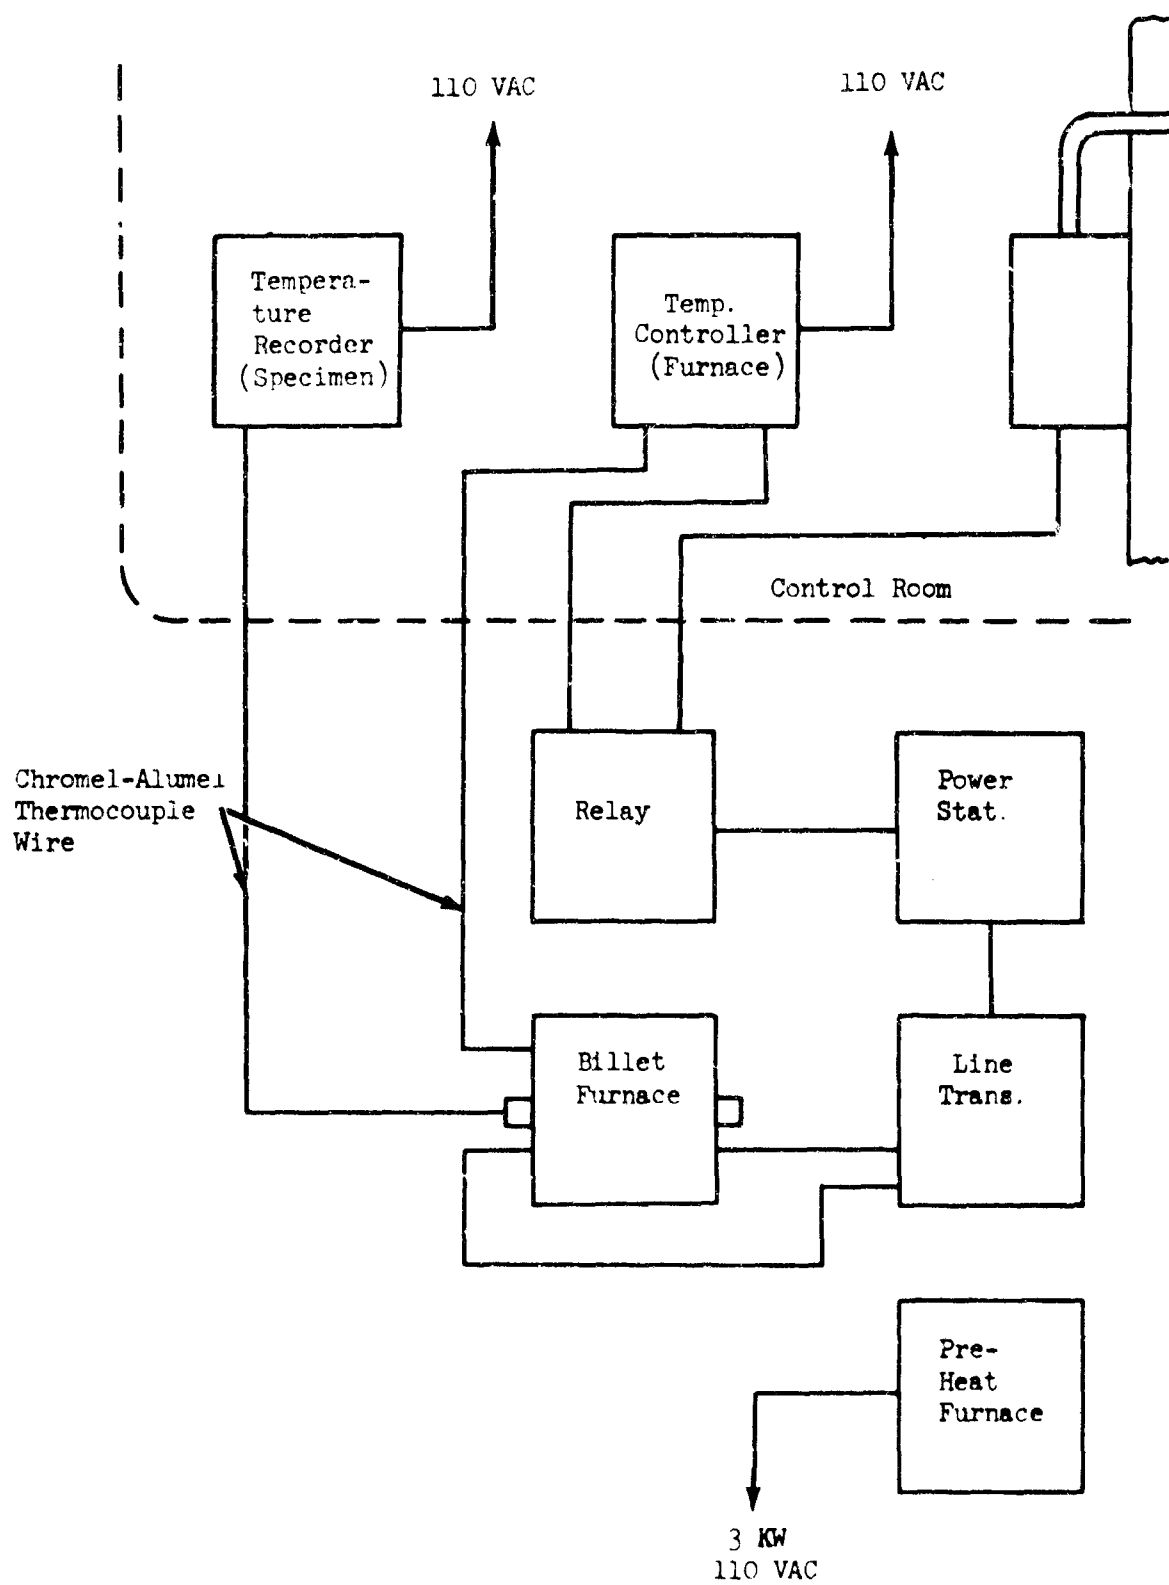 110 VAC
110 VAC
Tempera-
ture
Recorder
(Specimen)
Temp.
Controller
(Furnace)
Control Room
Chromel-Alumel
Thermocouple
Wire
Relay
Power
Stat.
Billet
Furnace
Line
Trans.
Pre-
Heat
Furnace
3 KW
110 VAC